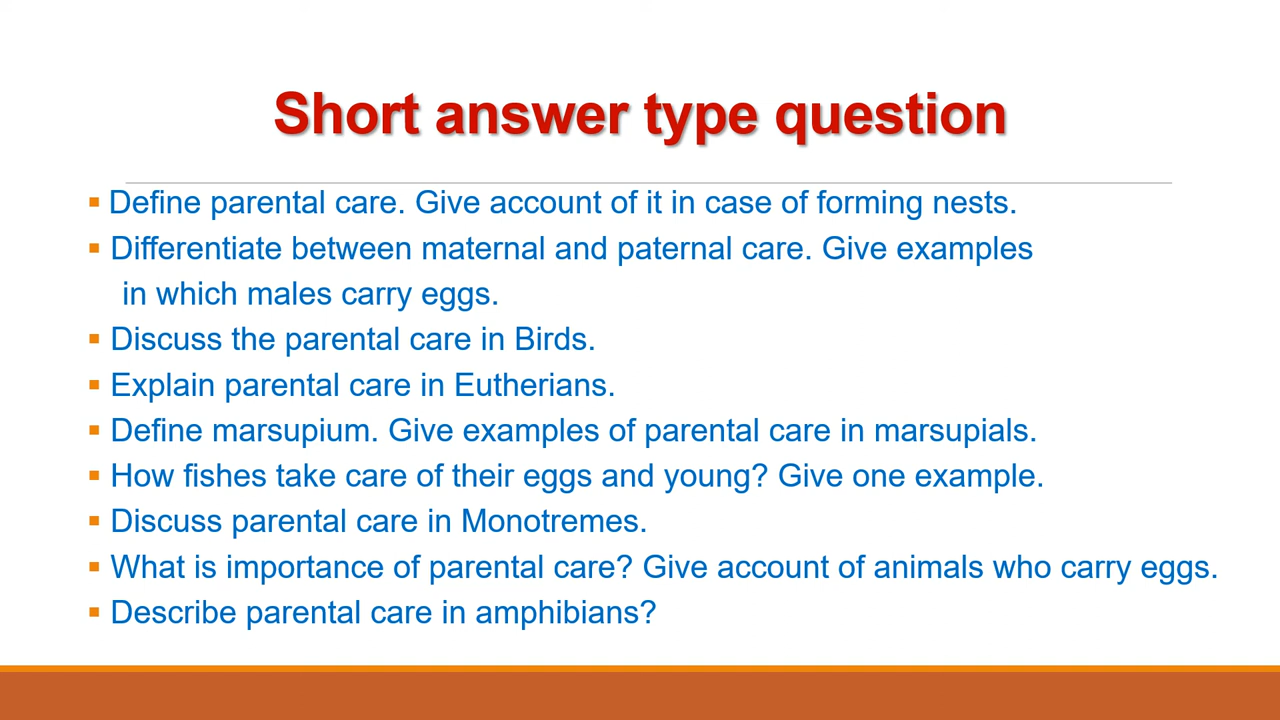 Short answer type question
▪ Define parental care. Give account of it in case of forming nests.
▪ Differentiate between maternal and paternal care. Give examples
in which males carry eggs.
▪ Discuss the parental care in Birds.
▪ Explain parental care in Eutherians.
▪ Define marsupium. Give examples of parental care in marsupials.
▪ How fishes take care of their eggs and young? Give one example.
▪ Discuss parental care in Monotremes.
▪ What is importance of parental care? Give account of animals who carry eggs.
▪ Describe parental care in amphibians?